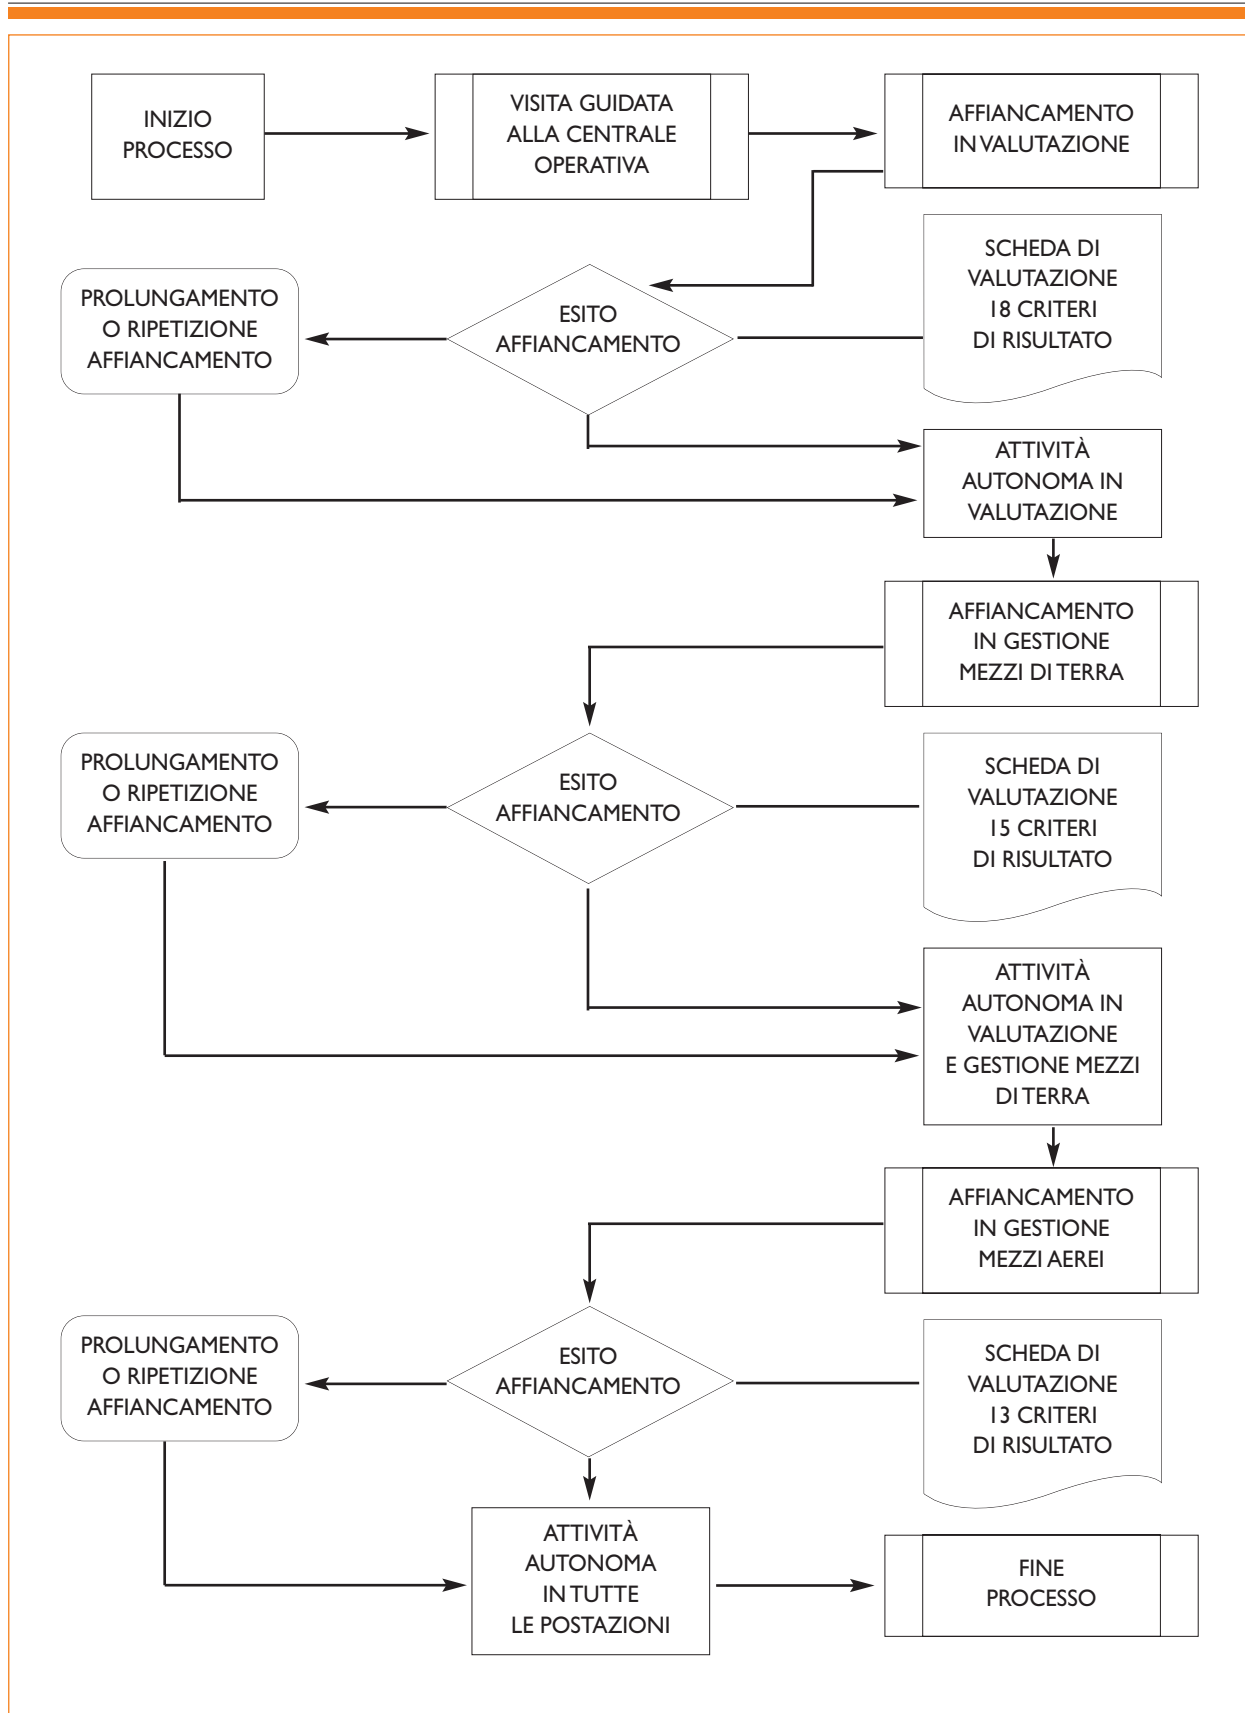 INIZIO
PROCESSO
VISITA GUIDATA
ALLA CENTRALE
OPERATIVA
AFFIANCAMENTO
IN VALUTAZIONE
SCHEDA DI
VALUTAZIONE
18 CRITERI
DI RISULTATO
PROLUNGAMENTO
O RIPETIZIONE
AFFIANCAMENTO
ESITO
AFFIANCAMENTO
ATTIVITÀ
AUTONOMA IN
VALUTAZIONE
AFFIANCAMENTO
IN GESTIONE
MEZZI DI TERRA
PROLUNGAMENTO
O RIPETIZIONE
AFFIANCAMENTO
ESITO
AFFIANCAMENTO
SCHEDA DI
VALUTAZIONE
15 CRITERI
DI RISULTATO
ATTIVITÀ
AUTONOMA IN
VALUTAZIONE
E GESTIONE MEZZI
DI TERRA
AFFIANCAMENTO
IN GESTIONE
MEZZI AEREI
PROLUNGAMENTO
O RIPETIZIONE
AFFIANCAMENTO
ESITO
AFFIANCAMENTO
SCHEDA DI
VALUTAZIONE
13 CRITERI
DI RISULTATO
ATTIVITÀ
AUTONOMA
IN TUTTE
LE POSTAZIONI
FINE
PROCESSO